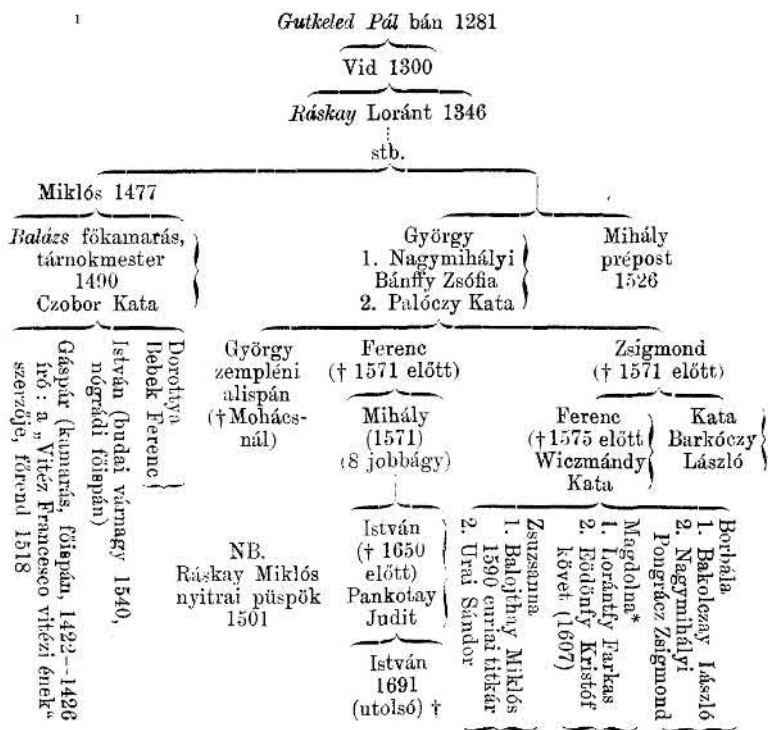 1
Gutkeled Pál bán 1281
Vid 1300
Ráskay Loránt 1346
stb.
Miklós 1477
Balázs főkamarás,
tárnokmester
1490
Czobor Kata
György
1. Nagymihályi
Bánffy Zsófia
2. Palóczy Kata
Mihály
prépost
1526
Gáspár (kamarás, főispán, 1422—1426
író: a „Vitéz Francesco vitézi ének“
szerzője, főrend 1518
István (budai várnagy 1540,
nógrádi főispán)
Dorottya
Bebek Ferenc
György
zempléni
alispán
(†Mohács-
nál)
Ferenc
(† 1571 előtt)
Mihály
(1571)
(8 jobbágy)
István
(† 1650
előtt)
Pankotay
Judit
István
1691
(utolsó) †
NB.
Ráskay Miklós
nyitrai püspök
1501
Zsigmond
(† 1571 előtt)
Ferenc
(†1575 előtt
Wiczmándy
Kata
Kata
Barkóczy
László
Zsuzsanna
1. Balojthay Miklós
1590 curiai titkár
2. Urai Sándor
Magdolna*
1. Lorántfy Farkas
2. Eödönfy Kristóf
követ (1607)
Borbála
1. Bakolczay László
2. Nagymihályi
Pongrácz Zsigmond